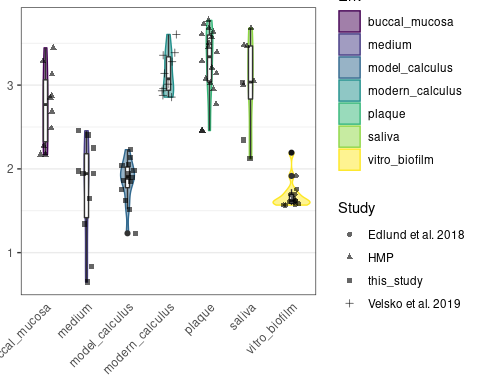 buccal_mucosa
medium
model_calculus
modern_calculus
plaque
saliva
vitro_biofilm
Study
Edlund et al. 2018
HMP
this_study
Velsko et al. 2019
3
2
1
medium
model_calculus
modern_calculus
plaque
saliva
vitro_biofilm